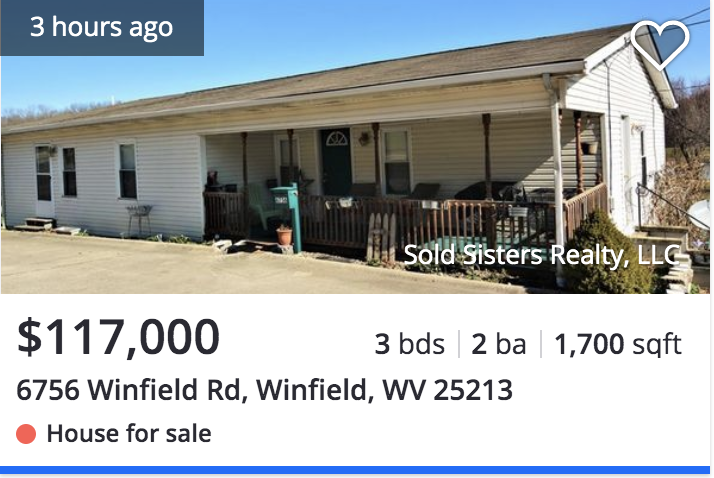 3 hours ago
Sold Sisters Realty, LLC
$117,000
3 bds | 2 ba | 1,700 sqft
6756 Winfield Rd, Winfield, WV 25213
House for sale